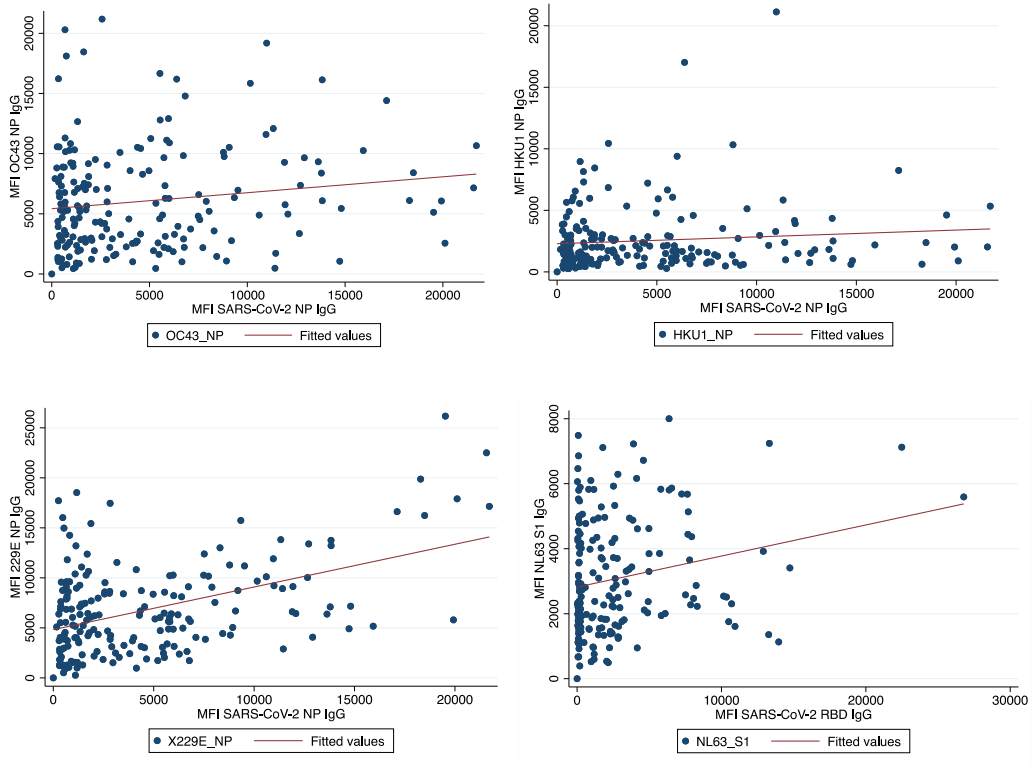 MFI OC43 NP IgG
20000
15000
10000
5000
0
0 5000 10000 15000 20000
MFI SARS-CoV-2 NP IgG
OC43_NP Fitted values
MFI HKU1 NP IgG
20000
15000
10000
5000
0
0 5000 10000 15000 20000
MFI SARS-CoV-2 NP IgG
HKU1_NP Fitted values
MFI 229E NP IgG
25000
20000
15000
10000
5000
0
0 5000 10000 15000 20000
MFI SARS-CoV-2 NP IgG
X229E_NP Fitted values
MFI NL63 S1 IgG
8000
6000
4000
2000
0
0 10000 20000 30000
MFI SARS-CoV-2 RBD IgG
NL63_S1 Fitted values